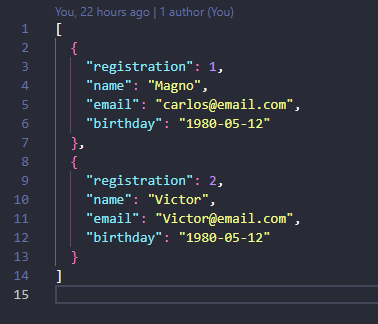 You, 22 hours ago | 1 author (You)
1 [
2 {
3 "registration": 1,
4 "name": "Magno",
5 "email": "carlos@email.com",
6 "birthday": "1980-05-12"
7 },
8 {
9 "registration": 2,
10 "name": "Victor",
11 "email": "Victor@email.com",
12 "birthday": "1980-05-12"
13 }
14 ]
15